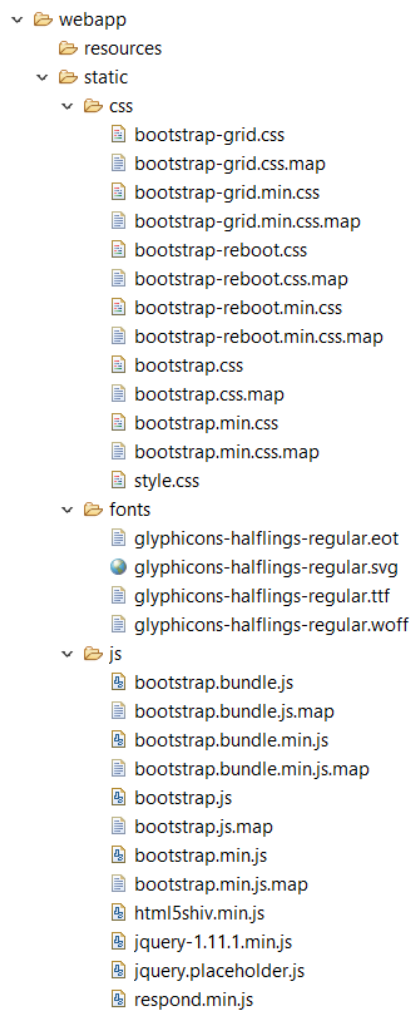 webapp
resources
static
css
bootstrap-grid.css
bootstrap-grid.css.map
bootstrap-grid.min.css
bootstrap-grid.min.css.map
bootstrap-reboot.css
bootstrap-reboot.css.map
bootstrap-reboot.min.css
bootstrap-reboot.min.css.map
bootstrap.css
bootstrap.css.map
bootstrap.min.css
bootstrap.min.css.map
style.css
fonts
glyphicons-halflings-regular.eot
glyphicons-halflings-regular.svg
glyphicons-halflings-regular.ttf
glyphicons-halflings-regular.woff
js
bootstrap.bundle.js
bootstrap.bundle.js.map
bootstrap.bundle.min.js
bootstrap.bundle.min.js.map
bootstrap.js
bootstrap.js.map
bootstrap.min.js
bootstrap.min.js.map
html5shiv.min.js
jquery-1.11.1.min.js
jquery.placeholder.js
respond.min.js